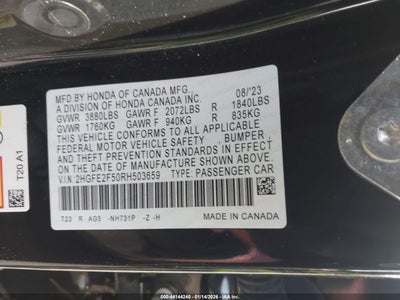 MFD BY HONDA OF CANADA MFG., 08/'23
A DIVISION OF HONDA CANADA INC.
GVWR 3880LBS GAWR F 2072LBS R 1840LBS
GVWR 1760KG GAWR F 940KG R 835KG
THIS VEHICLE CONFORMS TO ALL APPLICABLE
FEDERAL MOTOR VEHICLE SAFETY, BUMPER
AND THEFT PREVENTION STANDARDS IN EFFECT
ON THE DATE OF MANUFACTURE SHOWN ABOVE.
V.I.N: 2HGFE2F50RH503659 TYPE: PASSENGER CAR
T20 R AG5 -NH731P -Z -H
MADE IN CANADA
T20 A1
000-44144240 - 01/14/2026 - IAA Inc.